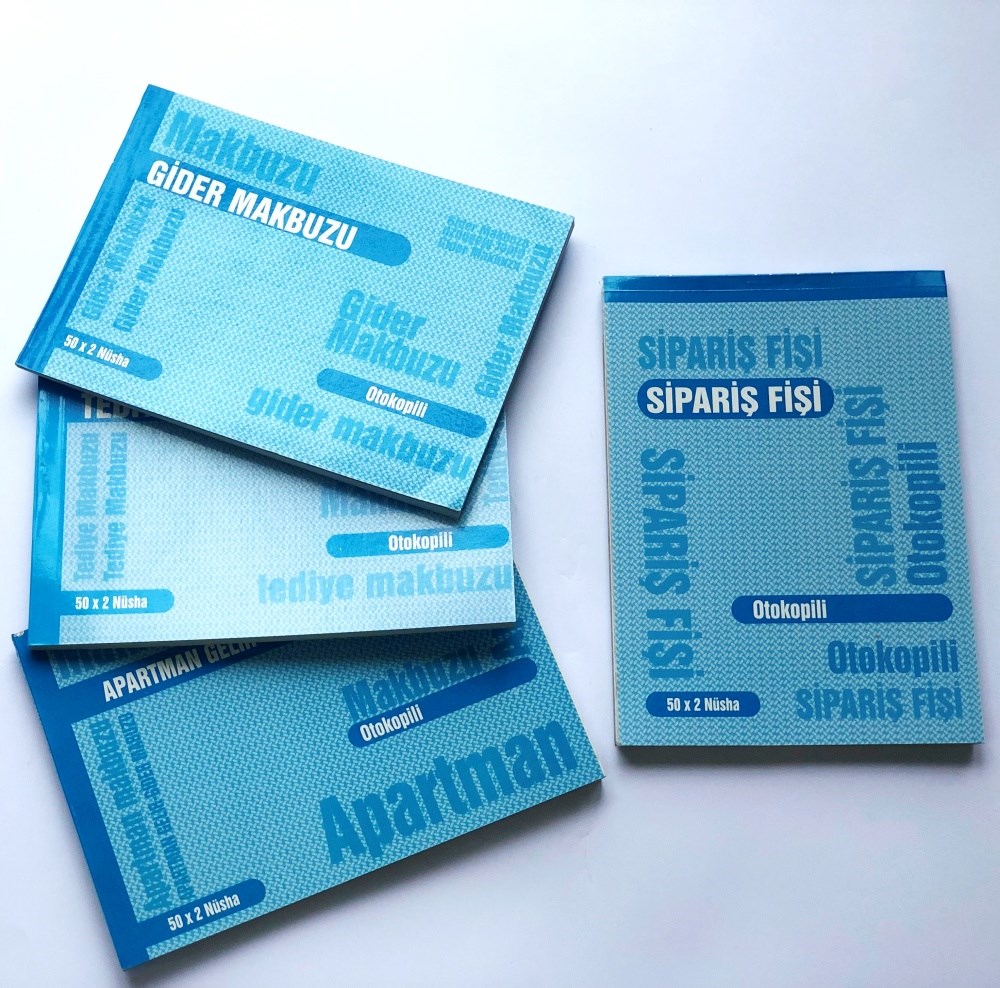 Makbuzu
GİDER MAKBUZU
Gider Makbuzu
Gider Makbuzu
Gider
Makbuzu
Gider Makbuzu
50 x 2 Nüsha
Otokopili
gider makbuzu
Tediye Makbuzu
Tediye Makbuzu
Otokopili
tediye makbuzu
50 x 2 Nüsha
APARTMAN
Makbuzu
Otokopili
Apartman makbuzu
Apartman
50 x 2 Nüsha
SİPARİŞ FİŞİ
SİPARİŞ FİŞİ
SİPARİŞ FİŞİ
SİPARİŞ FİŞİ
Otokopili
Otokopili
Otokopili
SİPARİŞ FİŞİ
50 x 2 Nüsha